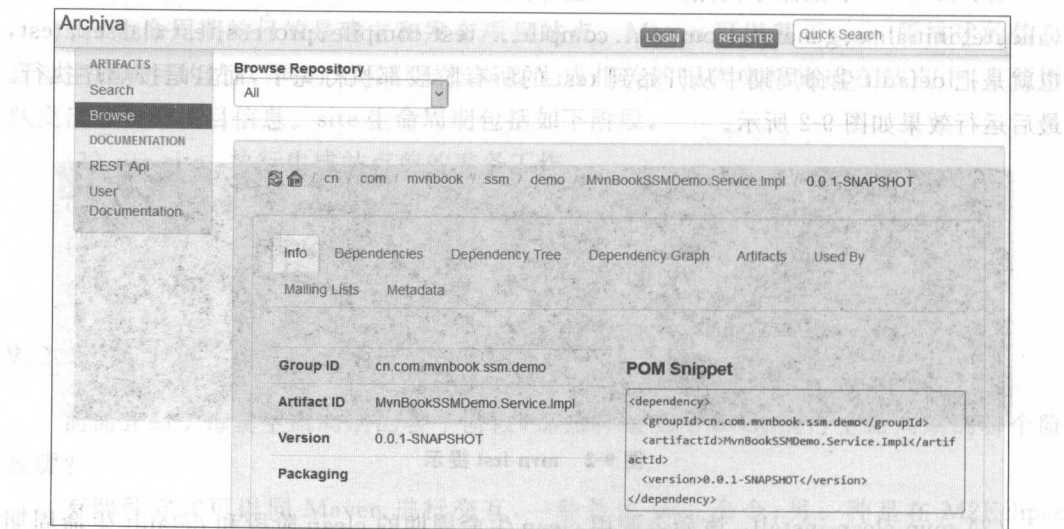 Archiva
LOGIN REGISTER Quick Search
ARTIFACTS
Search
Browse
DOCUMENTATION
REST Api
User
Documentation
Browse Repository
All
cn com mvnbook ssm demo MvnBookSSMDemo.Service.Impl 0.0.1-SNAPSHOT
Info Dependencies Dependency Tree Dependency Graph Artifacts Used By
Mailing Lists Metadata
Group ID cn.com.mvnbook.ssm.demo
Artifact ID MvnBookSSMDemo.Service.Impl
Version 0.0.1-SNAPSHOT
Packaging
POM Snippet
<dependency>
<groupId>cn.com.mvnbook.ssm.demo</groupId>
<artifactId>MvnBookSSMDemo.Service.Impl</artif
actId>
<version>0.0.1-SNAPSHOT</version>
</dependency>